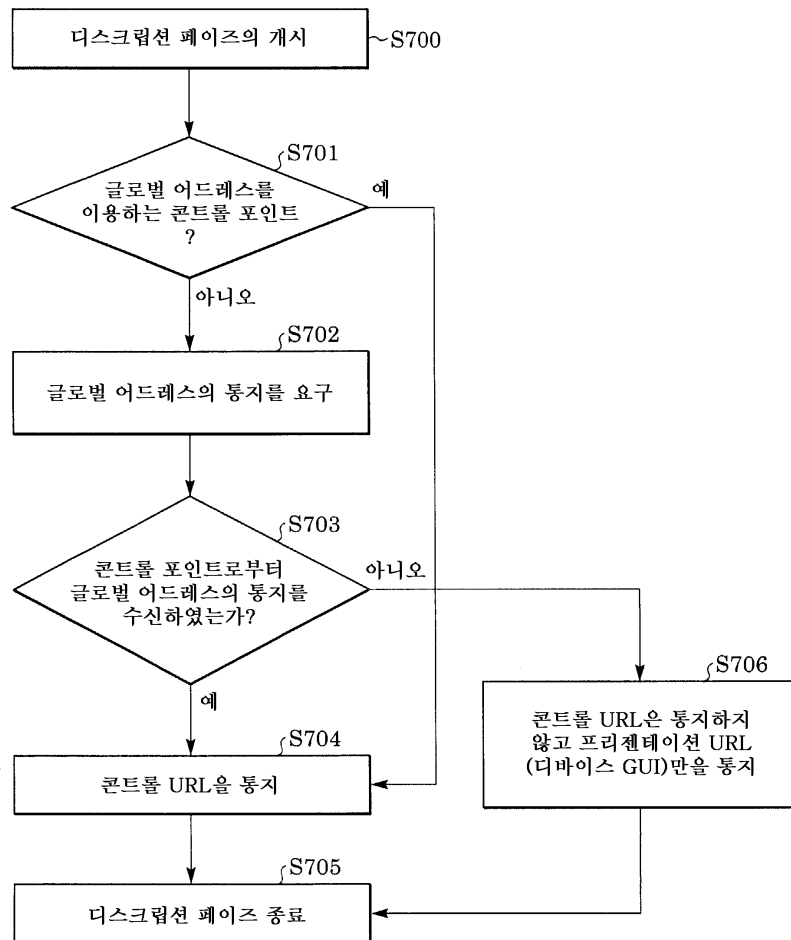 디스크립션 페이즈의 개시
S700
S701
글로벌 어드레스를
이용하는 콘트롤 포인트
?
예
아니오
S702
글로벌 어드레스의 통지를 요구
S703
콘트롤 포인트로부터
글로벌 어드레스의 통지를
수신하였는가?
아니오
예
S706
콘트롤 URL은 통지하지
않고 프리젠테이션 URL
(디바이스 GUI)만을 통지
S704
콘트롤 URL을 통지
S705
디스크립션 페이즈 종료